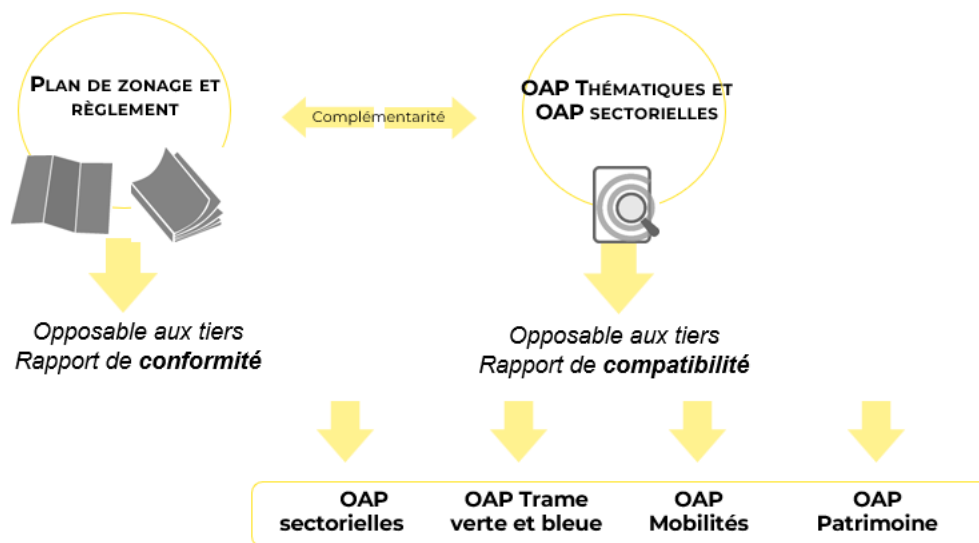 PLAN DE ZONAGE ET
RÈGLEMENT
Complémentarité
OAP THÉMATIQUES ET
OAP SECTORIELLES
Opposable aux tiers
Rapport de conformité
Opposable aux tiers
Rapport de compatibilité
OAP
sectorielles
OAP Trame
verte et bleue
OAP
Mobilités
OAP
Patrimoine